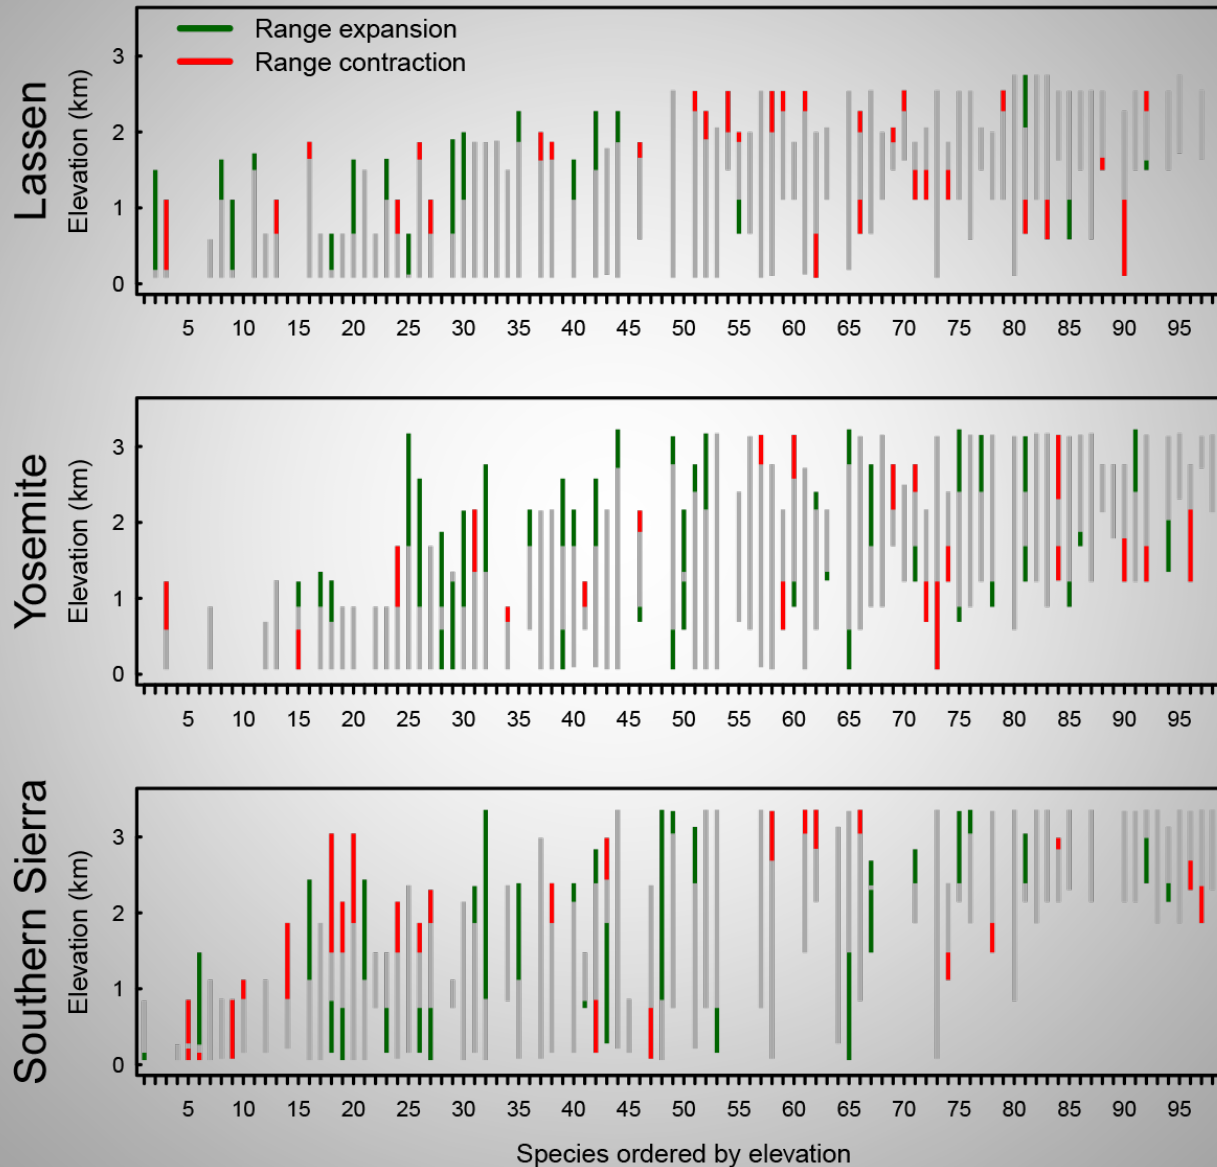 Range expansion
Range contraction
Lassen
Elevation (km)
3
2
1
0
5 10 15 20 25 30 35 40 45 50 55 60 65 70 75 80 85 90 95
Yosemite
Elevation (km)
3
2
1
0
5 10 15 20 25 30 35 40 45 50 55 60 65 70 75 80 85 90 95
Southern Sierra
Elevation (km)
3
2
1
0
5 10 15 20 25 30 35 40 45 50 55 60 65 70 75 80 85 90 95
Species ordered by elevation